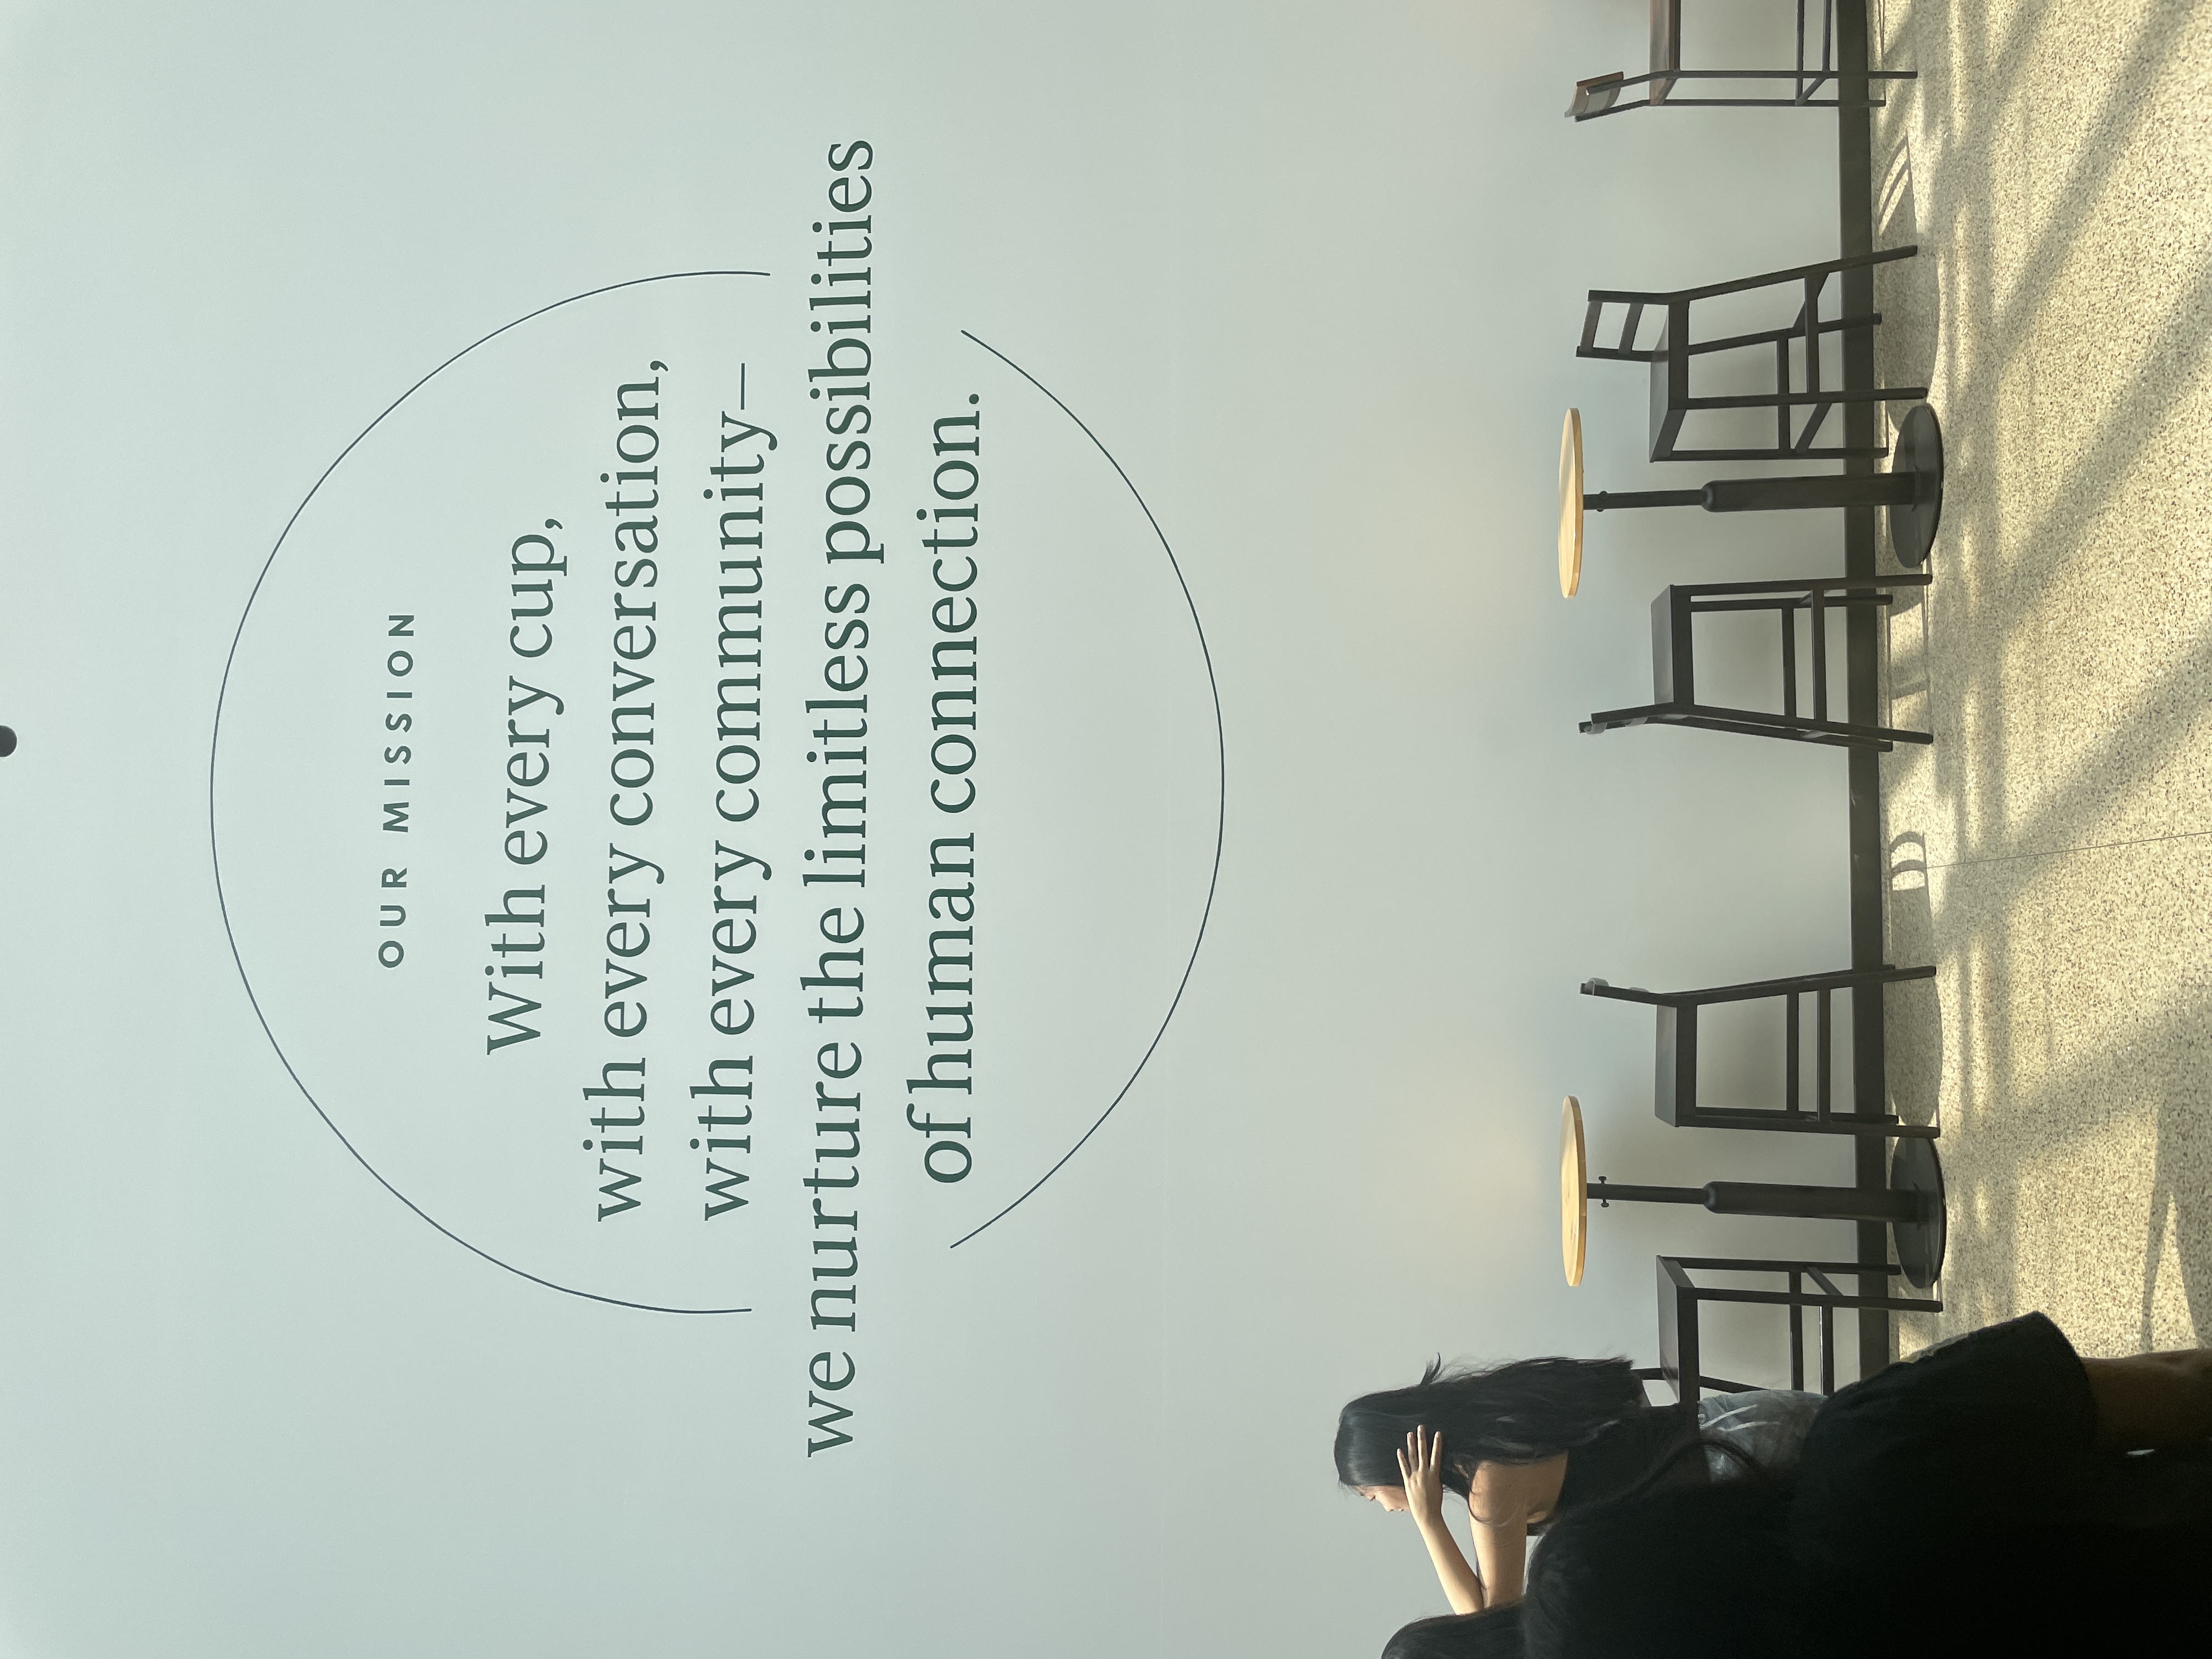 OUR MISSION
With every cup,
with every conversation,
with every community—
we nurture the limitless possibilities
of human connection.